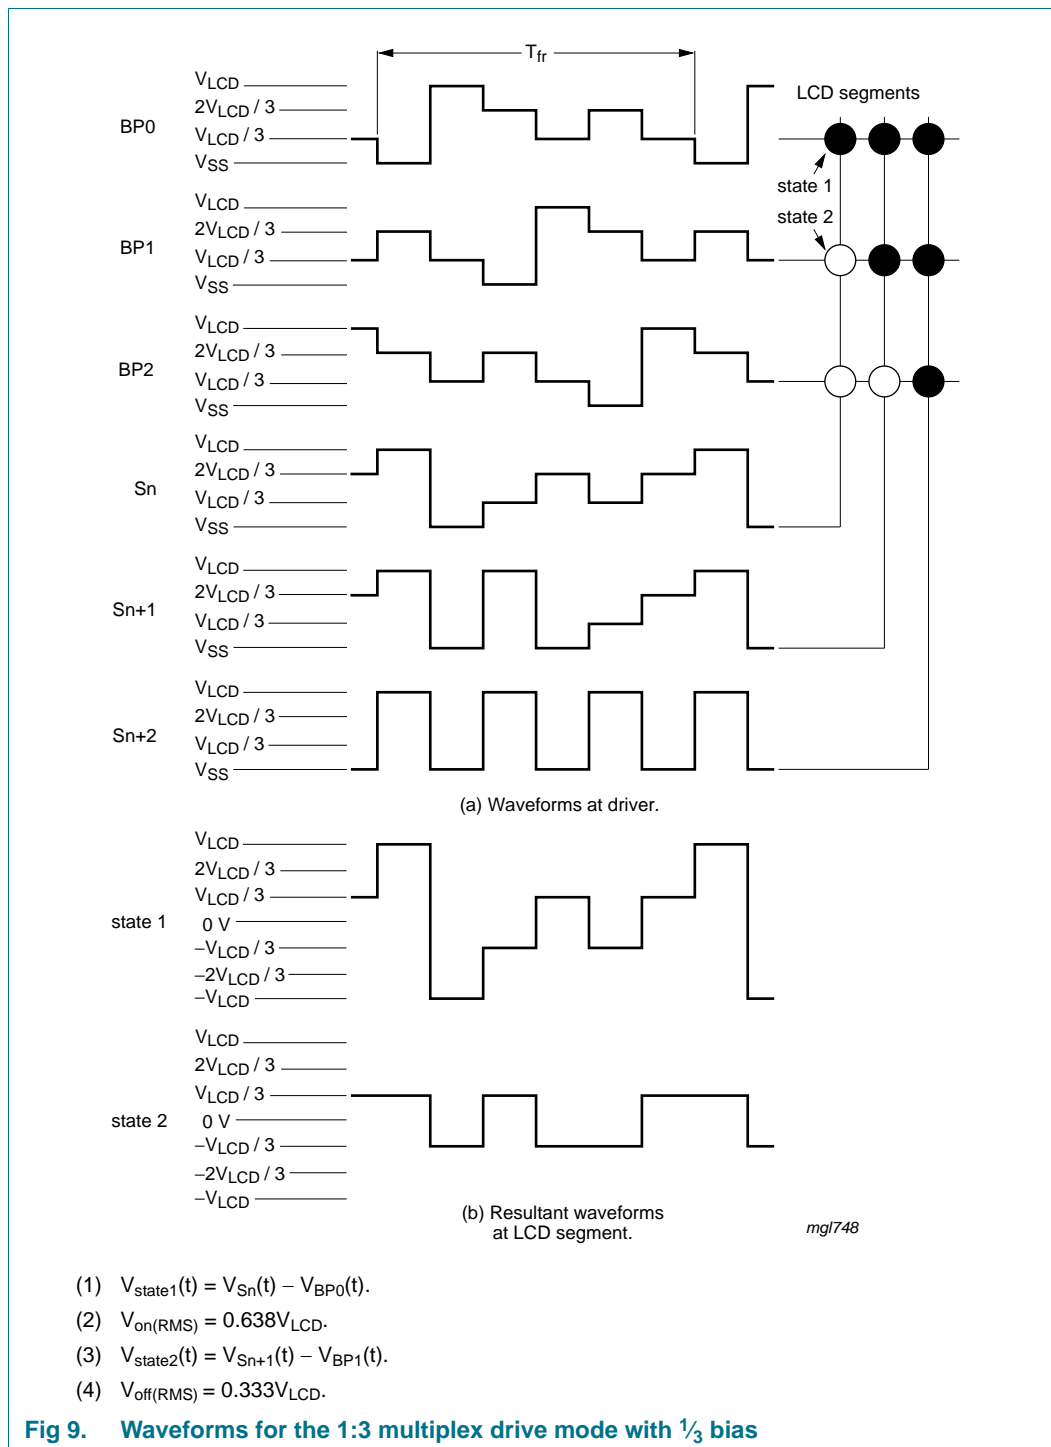 Tfr
BP0
VLCD
2VLCD / 3
VLCD / 3
VSS
LCD segments
state 1
state 2
BP1
VLCD
2VLCD / 3
VLCD / 3
VSS
BP2
VLCD
2VLCD / 3
VLCD / 3
VSS
Sn
VLCD
2VLCD / 3
VLCD / 3
VSS
Sn+1
VLCD
2VLCD / 3
VLCD / 3
VSS
Sn+2
VLCD
2VLCD / 3
VLCD / 3
VSS
(a) Waveforms at driver.
state 1
VLCD
2VLCD / 3
VLCD / 3
0 V
−VLCD / 3
−2VLCD / 3
−VLCD
state 2
VLCD
2VLCD / 3
VLCD / 3
0 V
−VLCD / 3
−2VLCD / 3
−VLCD
(b) Resultant waveforms
at LCD segment.
mgl748
(1) Vstate1(t) = VSn(t) − VBP0(t).
(2) Von(RMS) = 0.638VLCD.
(3) Vstate2(t) = VSn+1(t) − VBP1(t).
(4) Voff(RMS) = 0.333VLCD.
Fig 9. Waveforms for the 1:3 multiplex drive mode with 1⁄3 bias